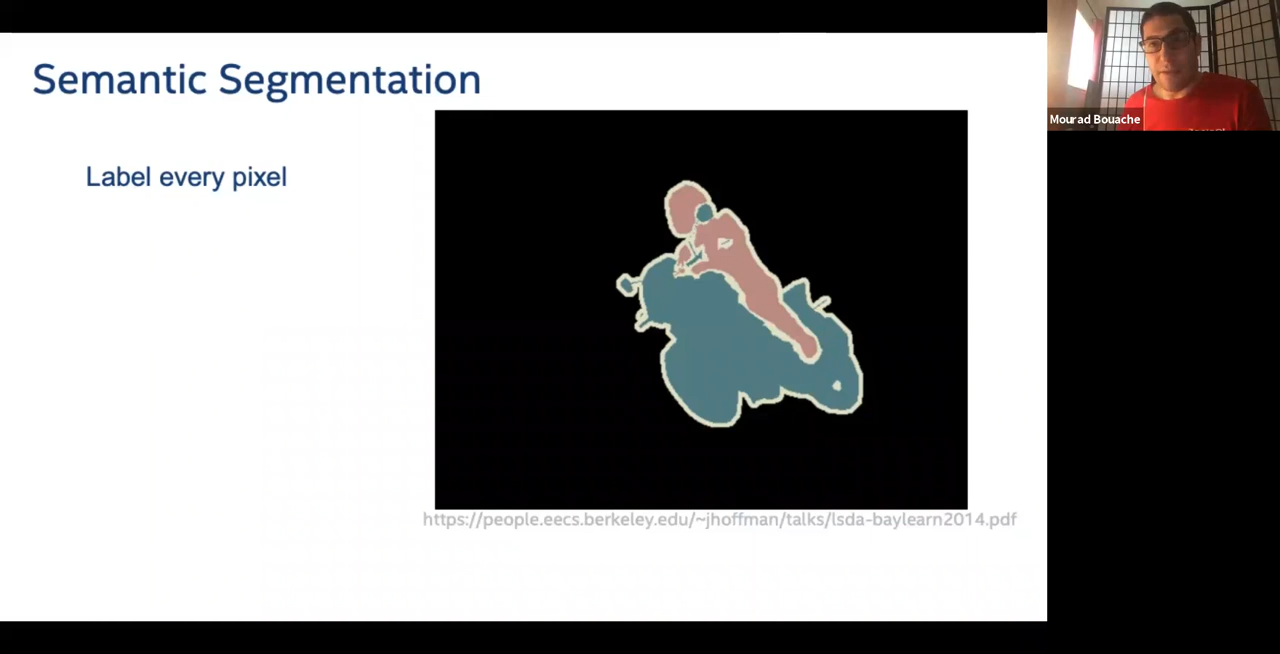 Semantic Segmentation
Label every pixel
https://people.eecs.berkeley.edu/~jhoffman/talks/lsda-baylearn2014.pdf
Mourad Bouache